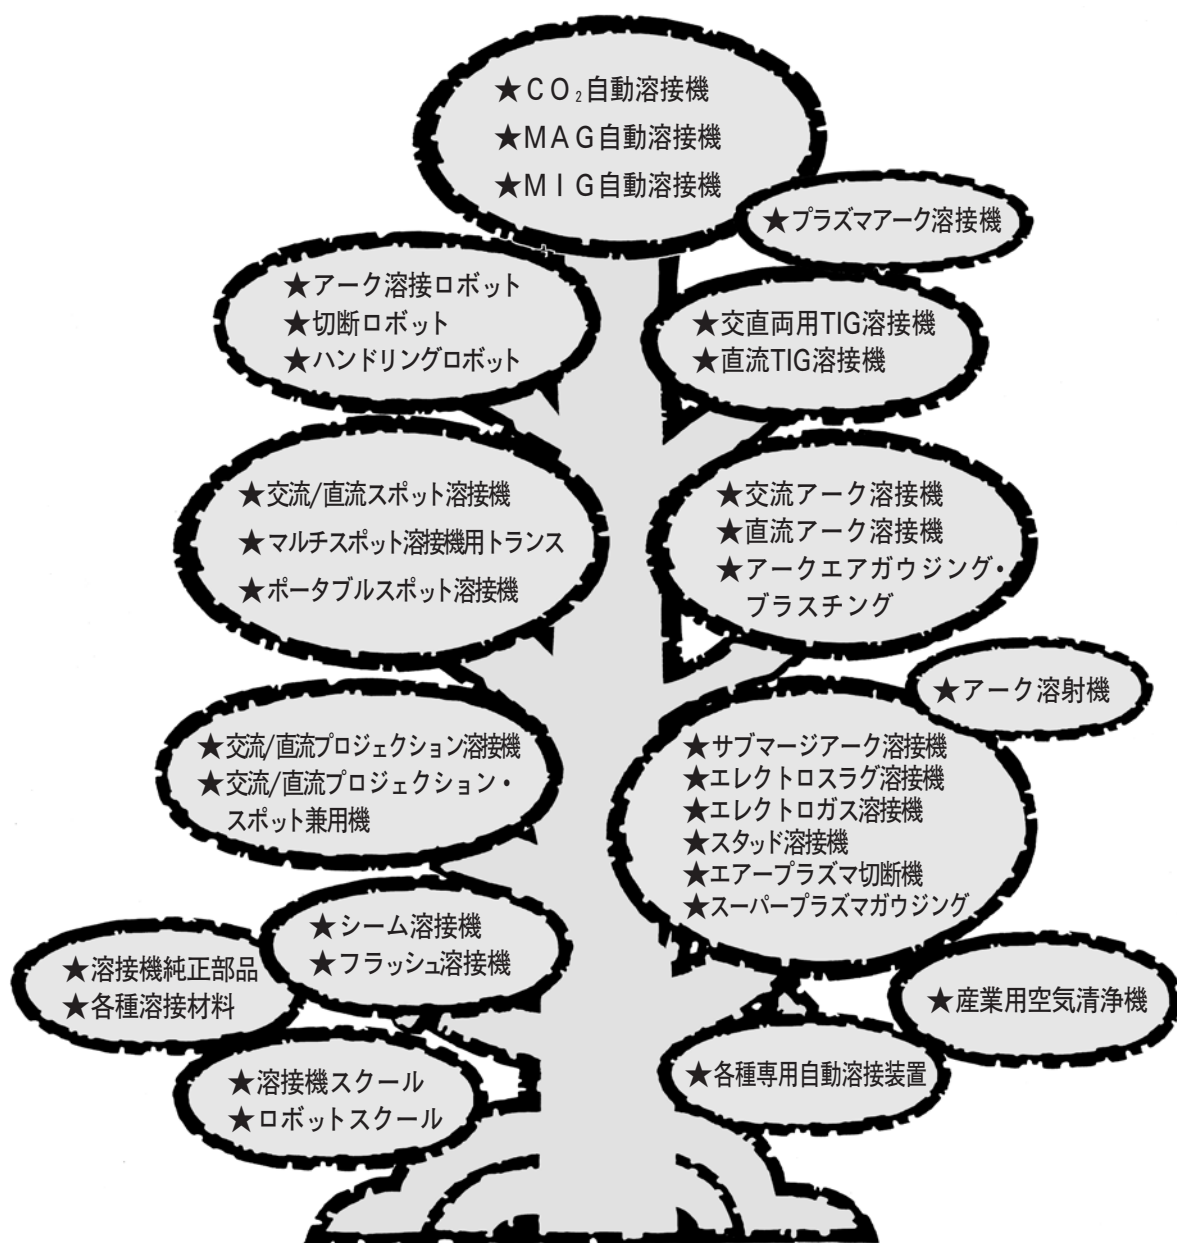 ★ＣＯ₂自動溶接機
★ＭＡＧ自動溶接機
★ＭＩＧ自動溶接機
★プラズマアーク溶接機
★アーク溶接ロボット
★切断ロボット
★ハンドリングロボット
★交直両用TIG溶接機
★直流TIG溶接機
★交流/直流スポット溶接機
★マルチスポット溶接機用トランス
★ポータブルスポット溶接機
★交流アーク溶接機
★直流アーク溶接機
★アークエアガウジング・
ブラスチング
★アーク溶射機
★交流/直流プロジェクション溶接機
★交流/直流プロジェクション・
スポット兼用機
★サブマージアーク溶接機
★エレクトロスラグ溶接機
★エレクトロガス溶接機
★スタッド溶接機
★エアープラズマ切断機
★スーパープラズマガウジング
★シーム溶接機
★フラッシュ溶接機
★溶接機純正部品
★各種溶接材料
★産業用空気清浄機
★溶接機スクール
★ロボットスクール
★各種専用自動溶接装置